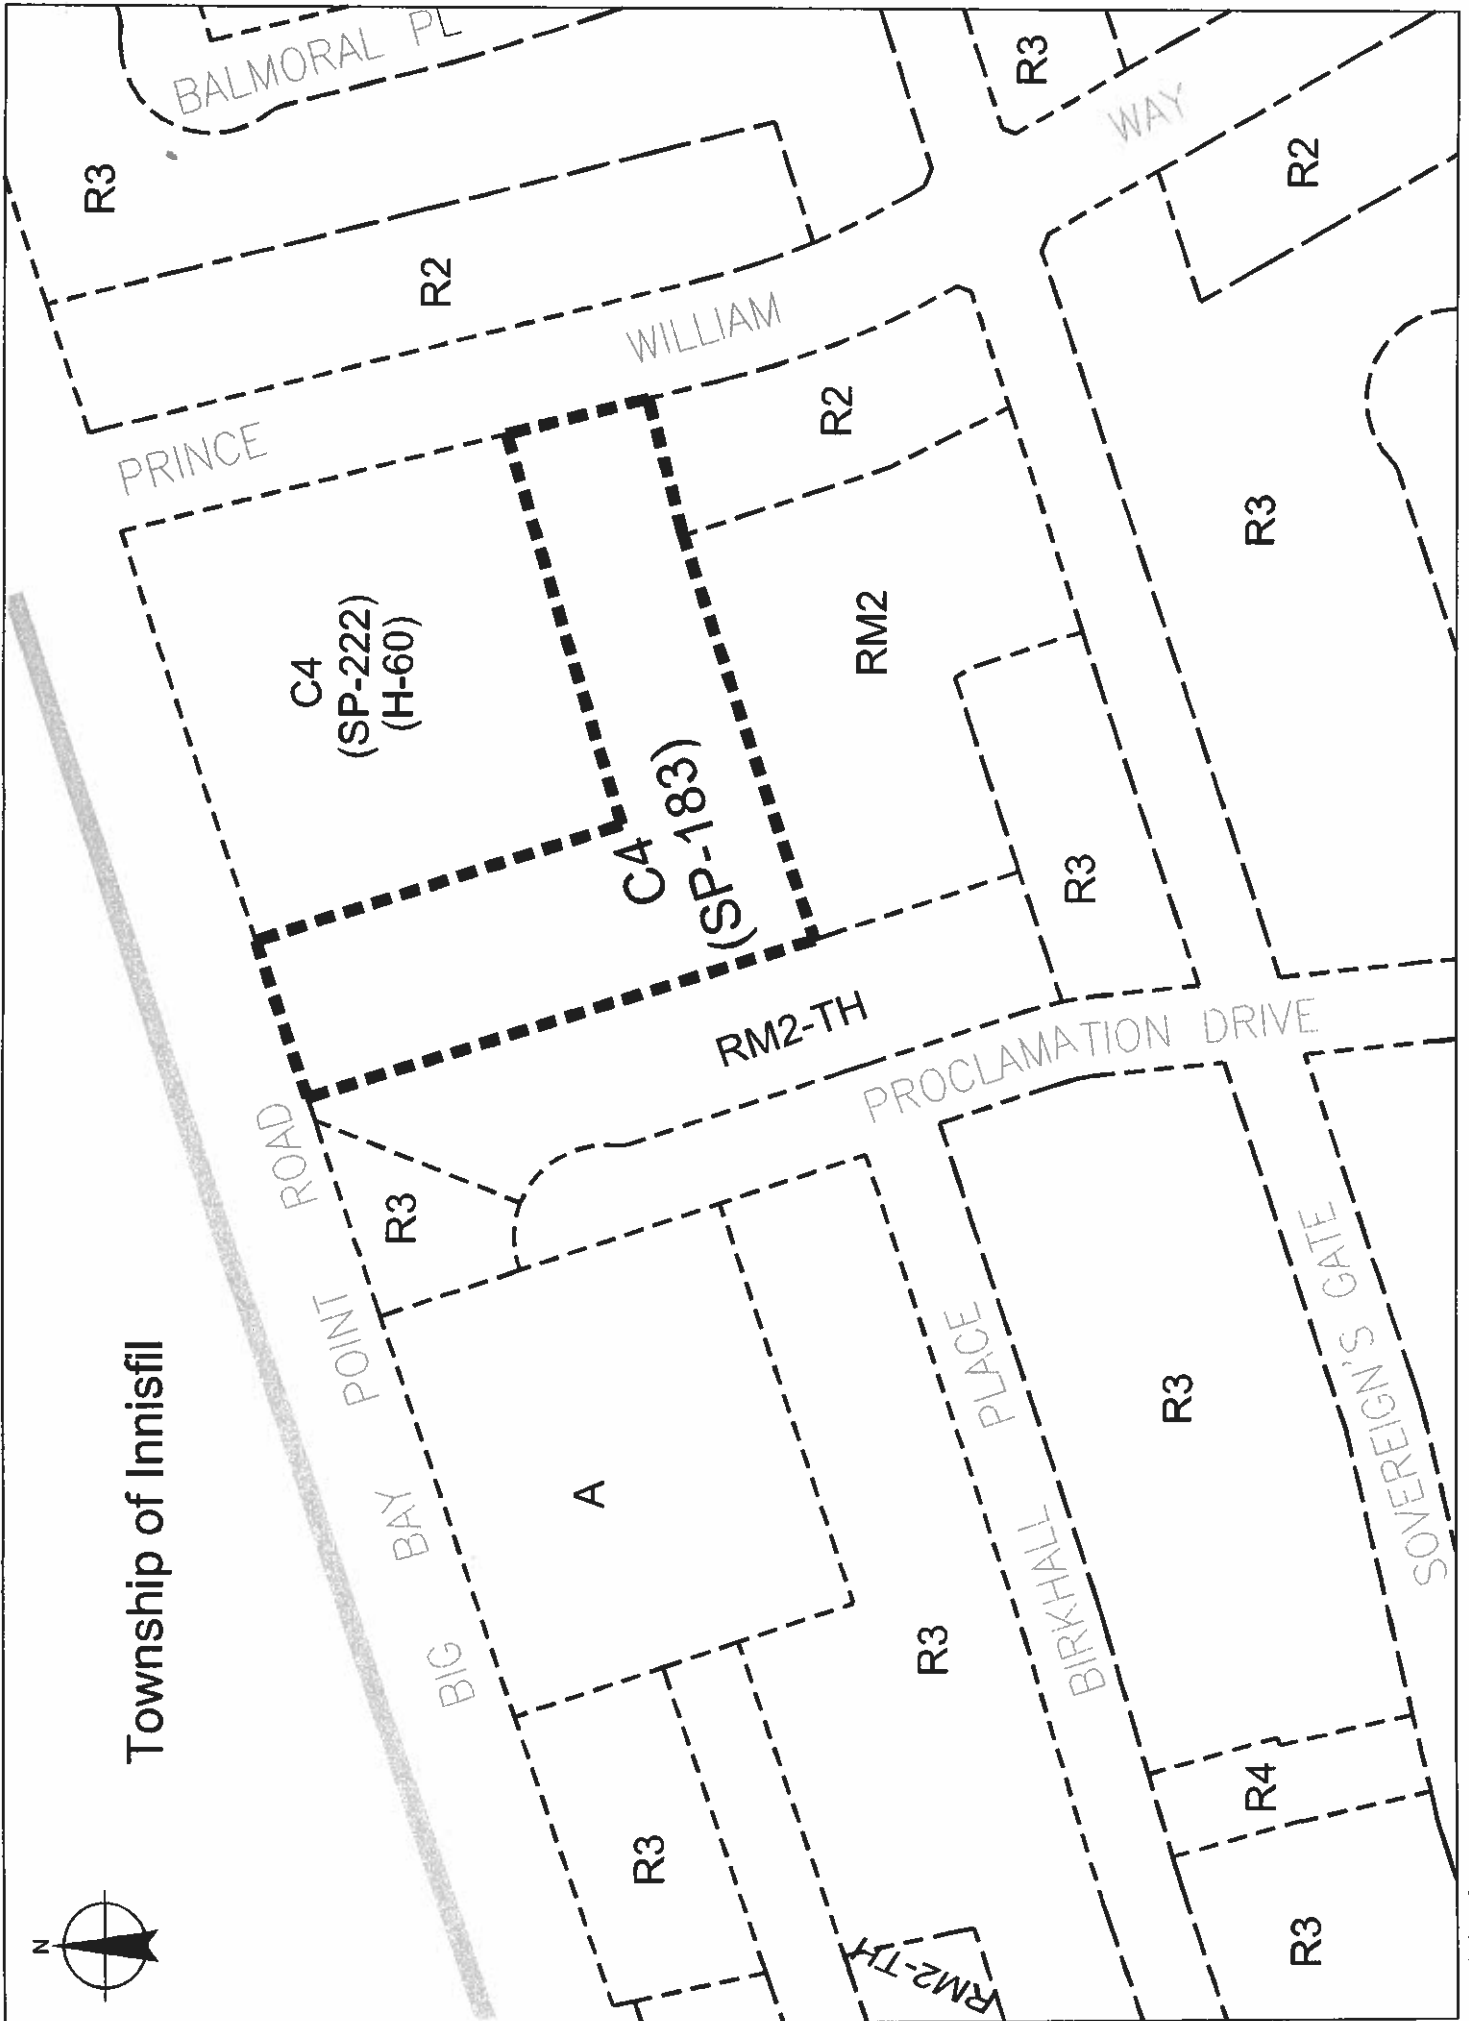 N
Township of Innisfil
BIG BAY POINT ROAD
PRINCE WILLIAM WAY
BALMORAL PL
R3
R2
C4
(SP-222)
(H-60)
C4
(SP-183)
R3
RM2-TH
RM2
R2
R3
R2
A
R3
R3
R3
R3
PROCLAMATION DRIVE
BIRKHALL PLACE
SOVEREIGN'S GATE
R3
R4
R3
RM2-TH